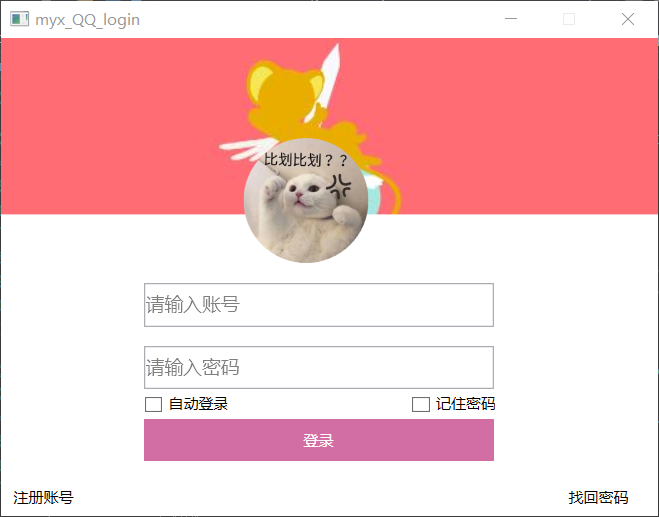 myx_QQ_login
比划比划？？
请输入账号
请输入密码
自动登录
记住密码
登录
注册账号
找回密码